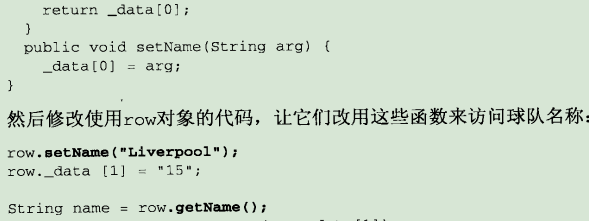 return _data[0];
}
public void setName(String arg) {
_data[0] = arg;
}
然后修改使用row对象的代码，让它们改用这些函数来访问球队名称：
row.setName("Liverpool");
row._data [1] = "15";
String name = row.getName();